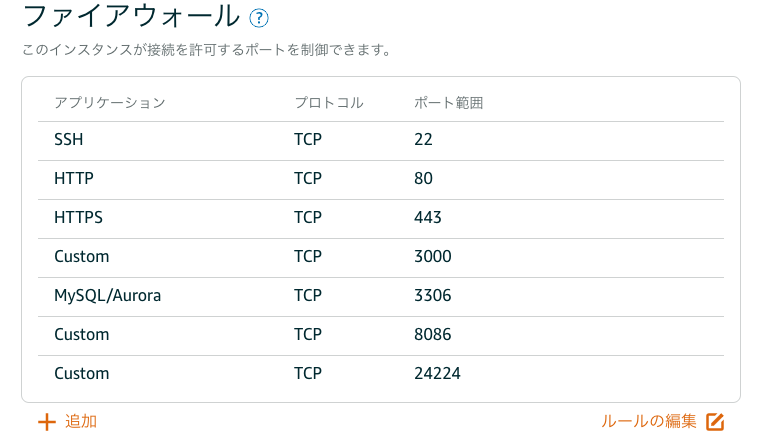 ファイアウォール ?
このインスタンスが接続を許可するポートを制御できます。
アプリケーション プロトコル ポート範囲
SSH TCP 22
HTTP TCP 80
HTTPS TCP 443
Custom TCP 3000
MySQL/Aurora TCP 3306
Custom TCP 8086
Custom TCP 24224
+ 追加 ルールの編集